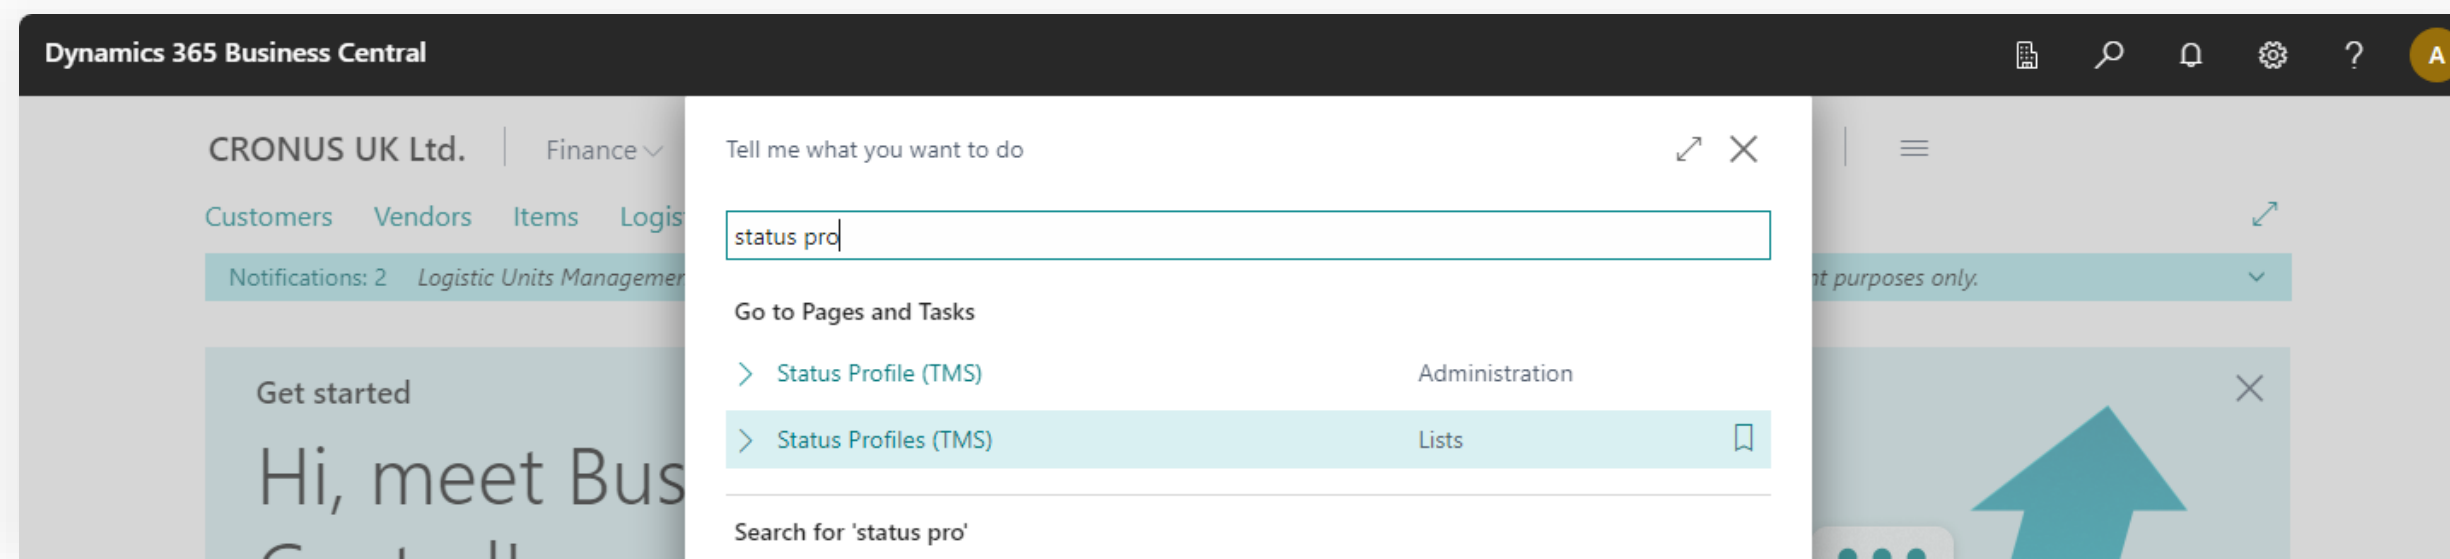 Dynamics 365 Business Central
A
CRONUS UK Ltd.
Finance
Customers Vendors Items Logis
Notifications: 2 Logistic Units Managemen
nt purposes only.
Get started
Hi, meet Bus
Tell me what you want to do
status pro
Go to Pages and Tasks
Status Profile (TMS) Administration
Status Profiles (TMS) Lists
Search for 'status pro'